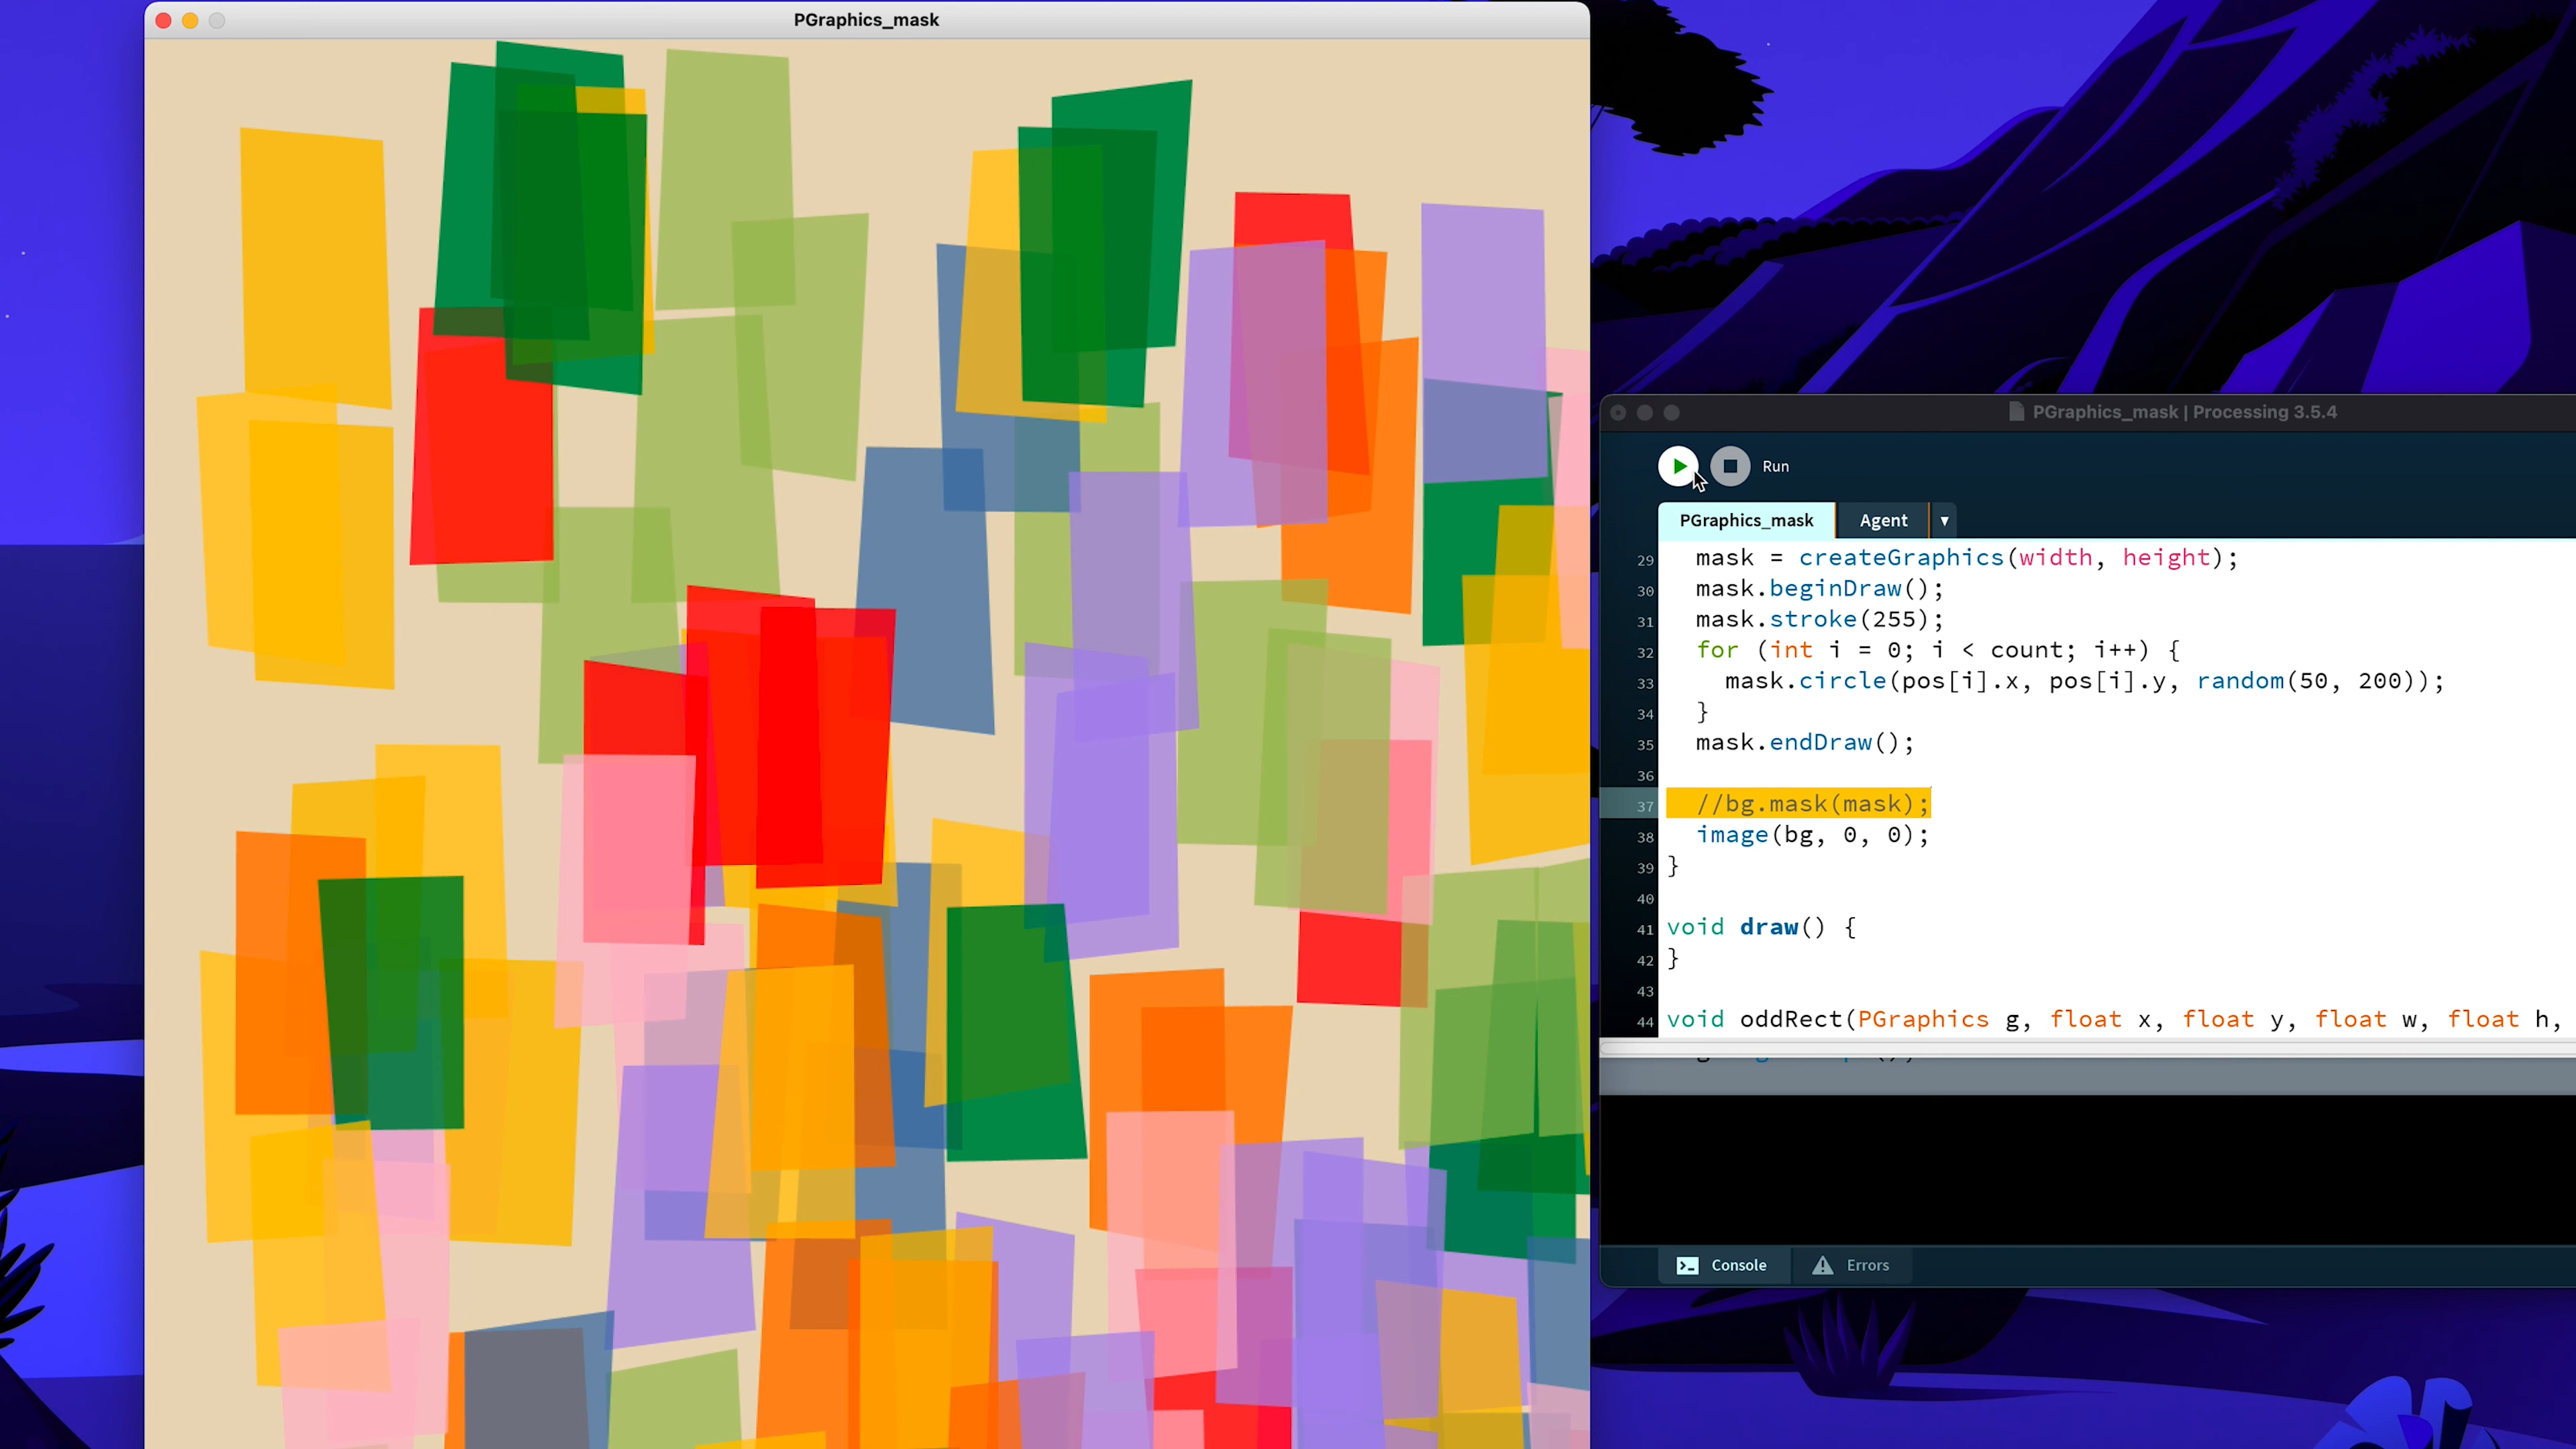 PGraphics_mask
PGraphics_mask | Processing 3.5.4
Run
PGraphics_mask
Agent
29 mask = createGraphics(width, height);
30 mask.beginDraw();
31 mask.stroke(255);
32 for (int i = 0; i < count; i++) {
33 mask.circle(pos[i].x, pos[i].y, random(50, 200));
34 }
35 mask.endDraw();
36
37 //bg.mask(mask);
38 image(bg, 0, 0);
39 }
40
41 void draw() {
42 }
43
44 void oddRect(PGraphics g, float x, float y, float w, float h,
Console
Errors